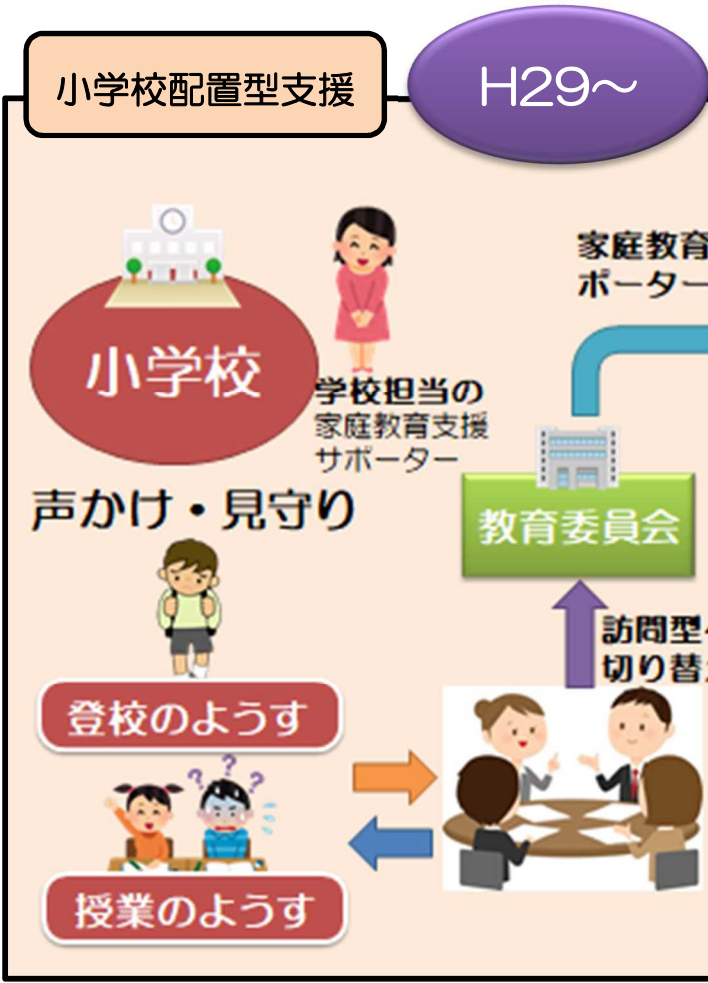 小学校配置型支援
H29～
家庭教育
ポーター
小学校
学校担当の
家庭教育支援
サポーター
声かけ・見守り
教育委員会
訪問型
切り替
登校のようす
授業のようす
???